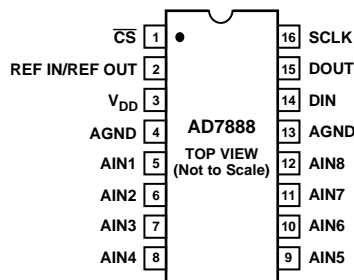 C̅S̅ 1 16 SCLK
REF IN/REF OUT 2 15 DOUT
VDD 3 14 DIN
AGND 4 13 AGND
AD7888
AIN1 5 TOP VIEW 12 AIN8
(Not to Scale)
AIN2 6 11 AIN7
AIN3 7 10 AIN6
AIN4 8 9 AIN5